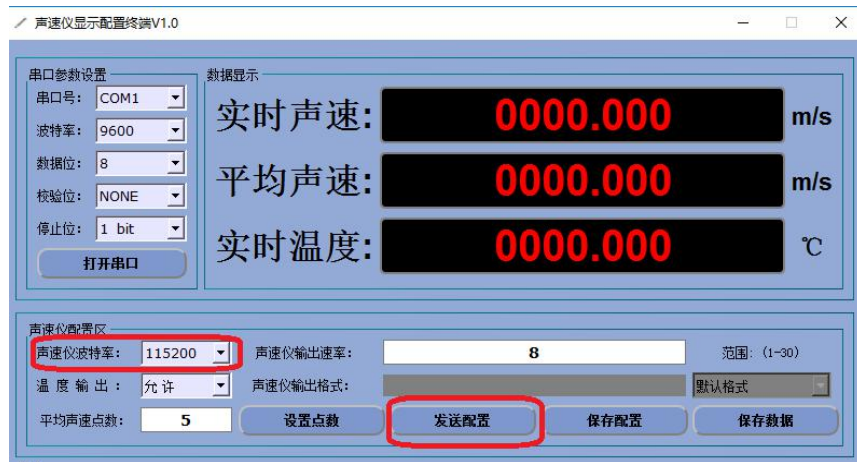 声速仪显示配置终端V1.0
串口参数设置
串口号: COM1
波特率: 9600
数据位: 8
校验位: NONE
停止位: 1 bit
打开串口
数据显示
实时声速: 0000.000 m/s
平均声速: 0000.000 m/s
实时温度: 0000.000 ℃
声速仪配置区
声速仪波特率: 115200 声速仪输出速率: 8 范围: (1-30)
温度输出: 允许 声速仪输出格式: 默认格式
平均声速点数: 5 设置点数 发送配置 保存配置 保存数据